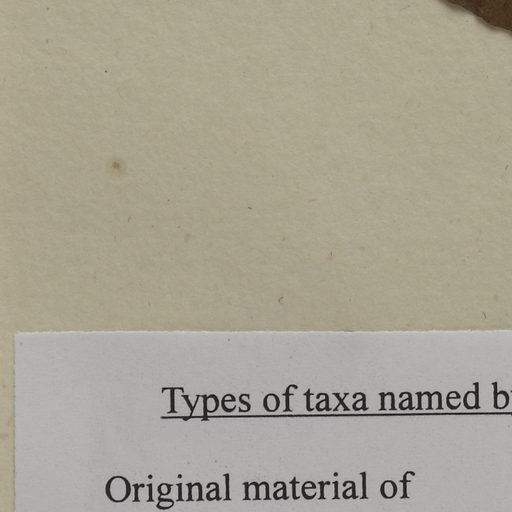 Types of taxa named b
Original material of